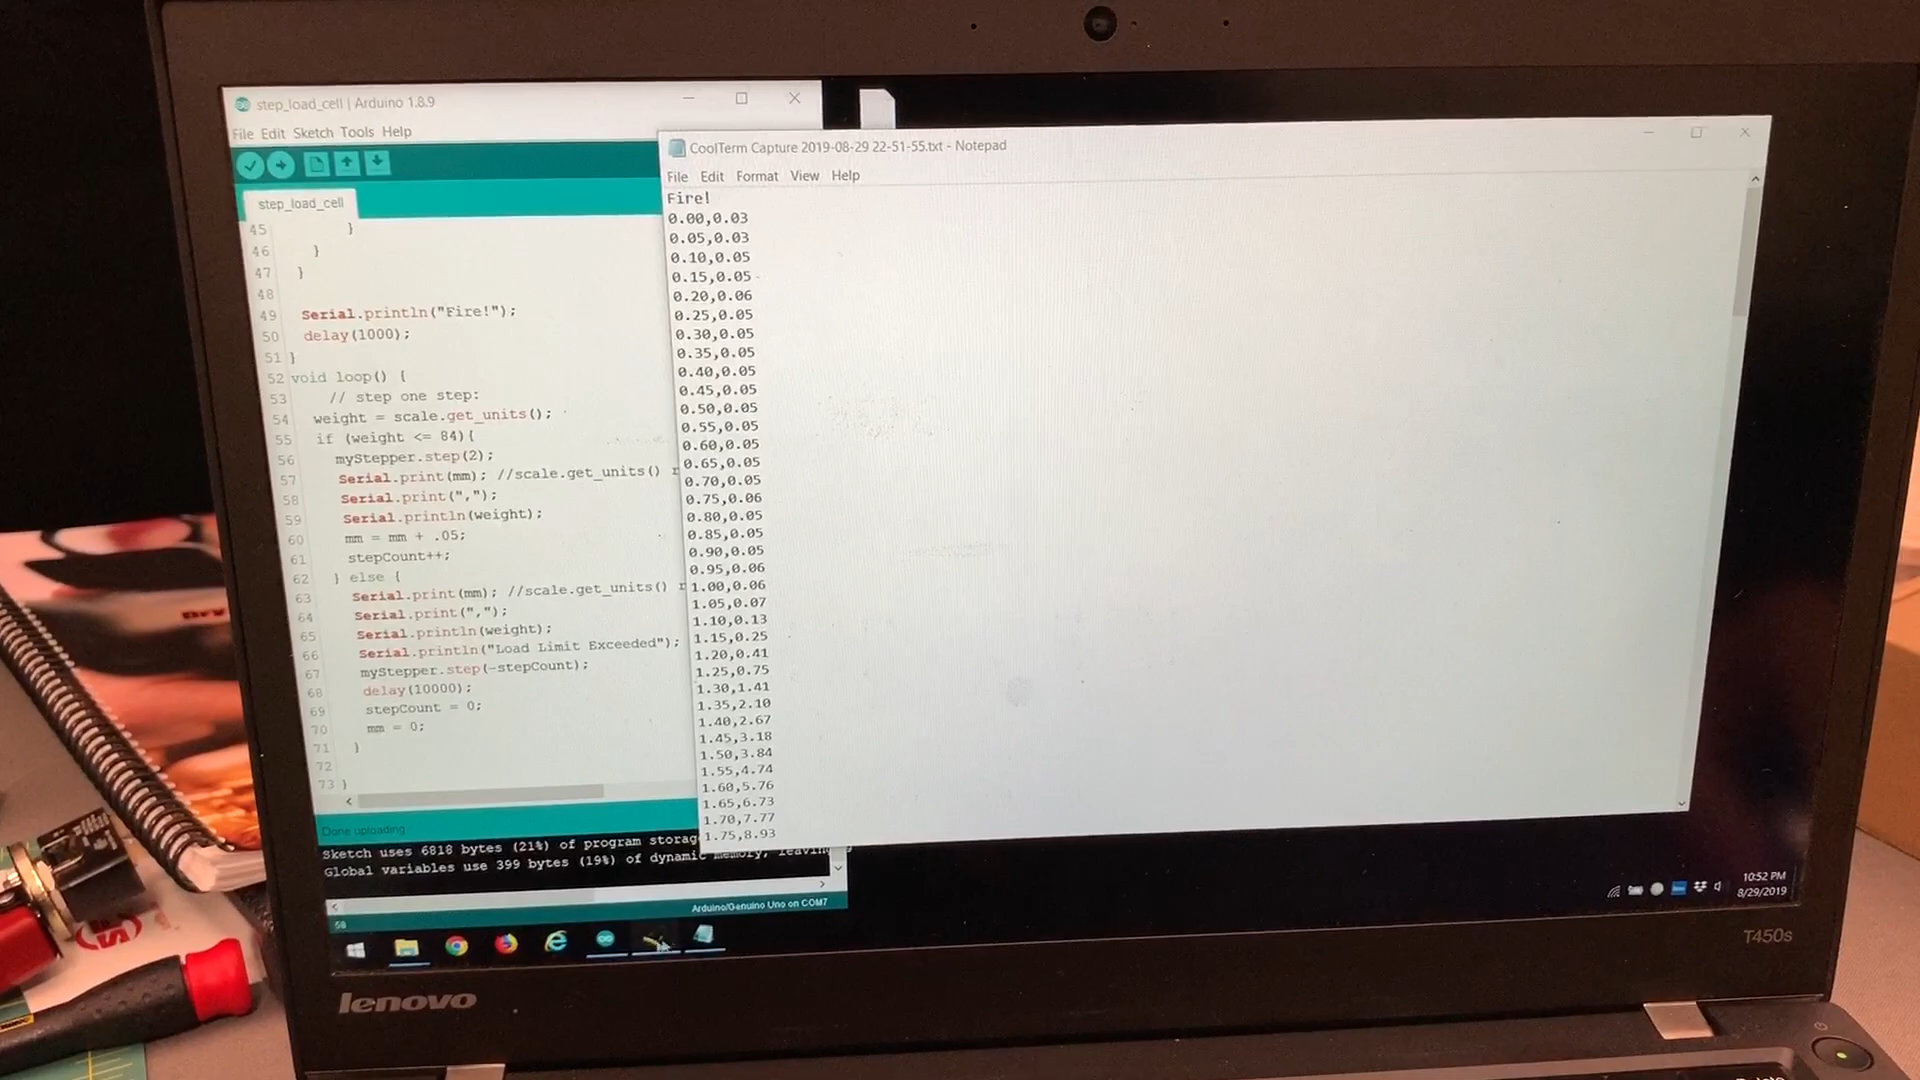 step_load_cell | Arduino 1.8.9
File Edit Sketch Tools Help
step_load_cell
45 }
46 }
47 }
48
49 Serial.println("Fire!");
50 delay(1000);
51 }
52 void loop() {
53 // step one step:
54 weight = scale.get_units();
55 if (weight <= 84){
56 myStepper.step(2);
57 Serial.print(mm); //scale.get_units() r
58 Serial.print(",");
59 Serial.println(weight);
60 mm = mm + .05;
61 stepCount++;
62 } else {
63 Serial.print(mm); //scale.get_units() r
64 Serial.print(",");
65 Serial.println(weight);
66 Serial.println("Load Limit Exceeded");
67 myStepper.step(-stepCount);
68 delay(10000);
69 stepCount = 0;
70 mm = 0;
71 }
72
73 }
Done uploading
Sketch uses 6818 bytes (21%) of program storag
Global variables use 399 bytes (19%) of dynamic memory, leavin
58
Arduino/Genuino Uno on COM7
CoolTerm Capture 2019-08-29 22-51-55.txt - Notepad
File Edit Format View Help
Fire!
0.00,0.03
0.05,0.03
0.10,0.05
0.15,0.05
0.20,0.06
0.25,0.05
0.30,0.05
0.35,0.05
0.40,0.05
0.45,0.05
0.50,0.05
0.55,0.05
0.60,0.05
0.65,0.05
0.70,0.05
0.75,0.06
0.80,0.05
0.85,0.05
0.90,0.05
0.95,0.06
1.00,0.06
1.05,0.07
1.10,0.13
1.15,0.25
1.20,0.41
1.25,0.75
1.30,1.41
1.35,2.10
1.40,2.67
1.45,3.18
1.50,3.84
1.55,4.74
1.60,5.76
1.65,6.73
1.70,7.77
1.75,8.93
10:52 PM
8/29/2019
T450s
lenovo